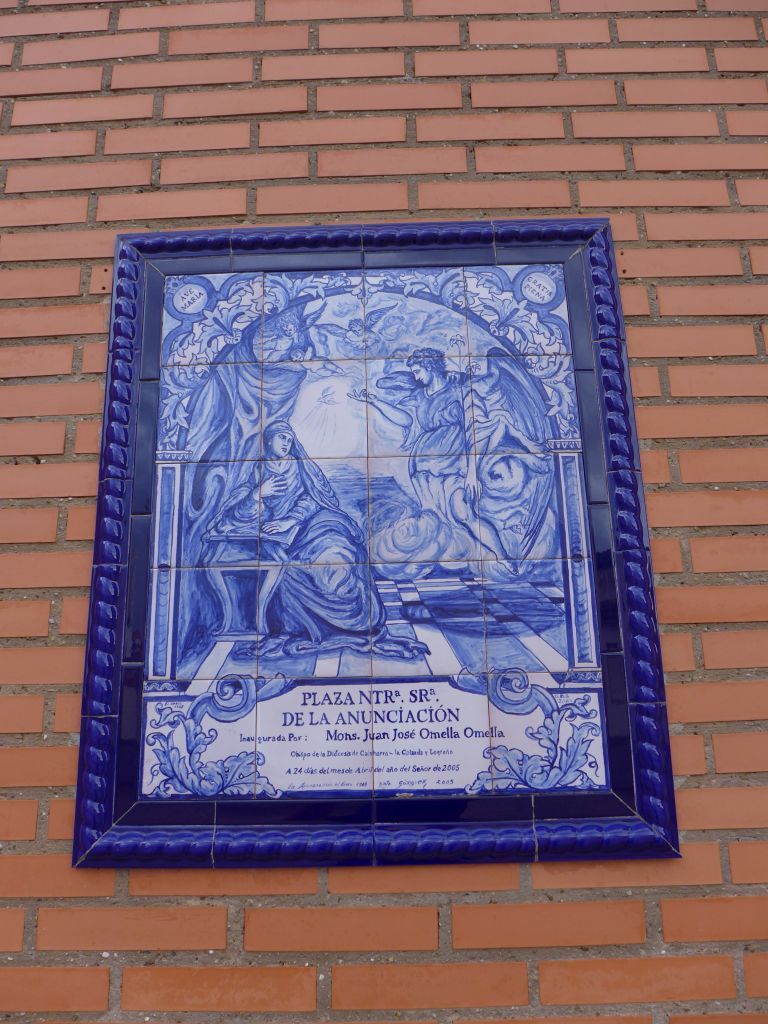 AVE
MARIA
GRATIA
PLENA
PLAZA NTRª. SRª.
DE LA ANUNCIACIÓN
Inaugurada Por: Mons. Juan José Omella Omella
Obispo de la Diócesis de Calahorra - la Calzada y Logroño
A 24 días del mes de Abril del año del Señor de 2005
2005